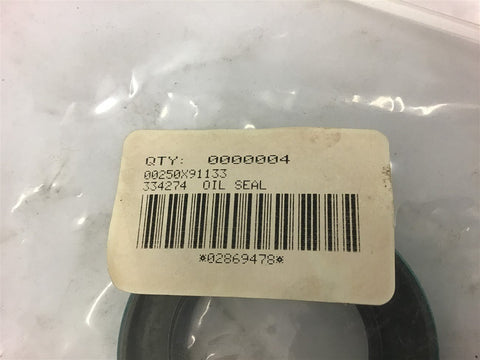 QTY: 0000004
00250X91133
334274 OIL SEAL
*02869478*